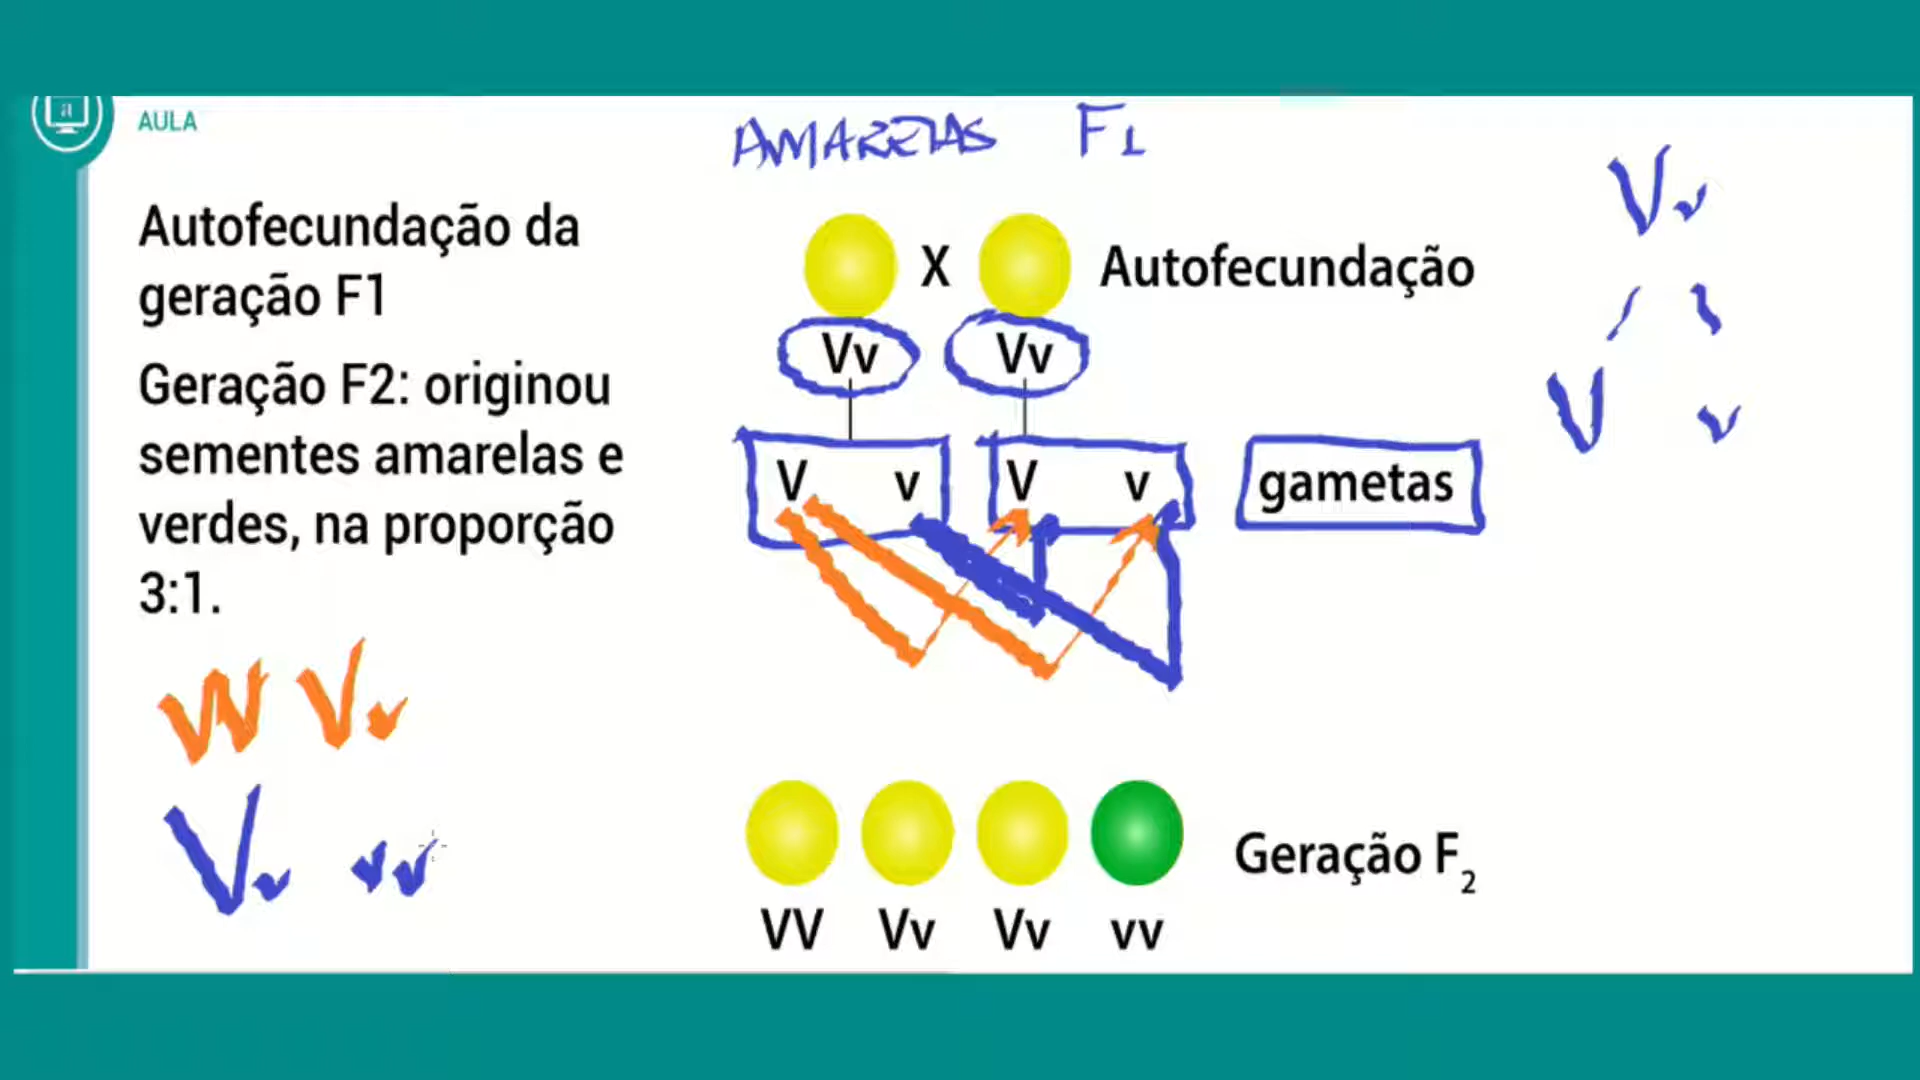 AULA
AMARELAS F1
Autofecundação da
geração F1
Geração F2: originou
sementes amarelas e
verdes, na proporção
3:1.
VV Vv
Vv vv
X Autofecundação
Vv Vv
V v V v gametas
Geração F2
VV Vv Vv vv
Vv
V v